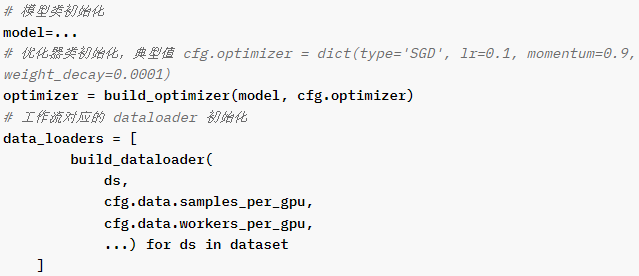 # 模型类初始化
model=...
# 优化器类初始化，典型值 cfg.optimizer = dict(type='SGD', lr=0.1, momentum=0.9,
weight_decay=0.0001)
optimizer = build_optimizer(model, cfg.optimizer)
# 工作流对应的 dataloader 初始化
data_loaders = [
        build_dataloader(
            ds,
            cfg.data.samples_per_gpu,
            cfg.data.workers_per_gpu,
            ...) for ds in dataset
    ]